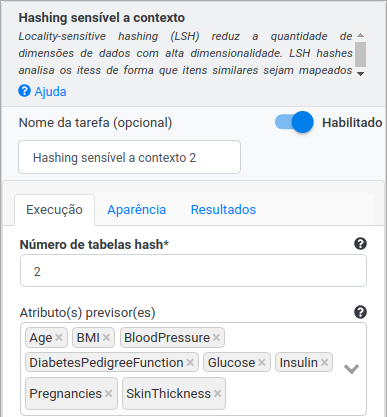 Hashing sensível a contexto
Locality-sensitive hashing (LSH) reduz a quantidade de
dimensões de dados com alta dimensionalidade. LSH hashes
analisa os itess de forma que itens similares sejam mapeados
Ajuda
Nome da tarefa (opcional) Habilitado
Hashing sensível a contexto 2
Execução Aparência Resultados
Número de tabelas hash*
2
Atributo(s) previsor(es)
Age × BMI × BloodPressure ×
DiabetesPedigreeFunction × Glucose × Insulin ×
Pregnancies × SkinThickness ×